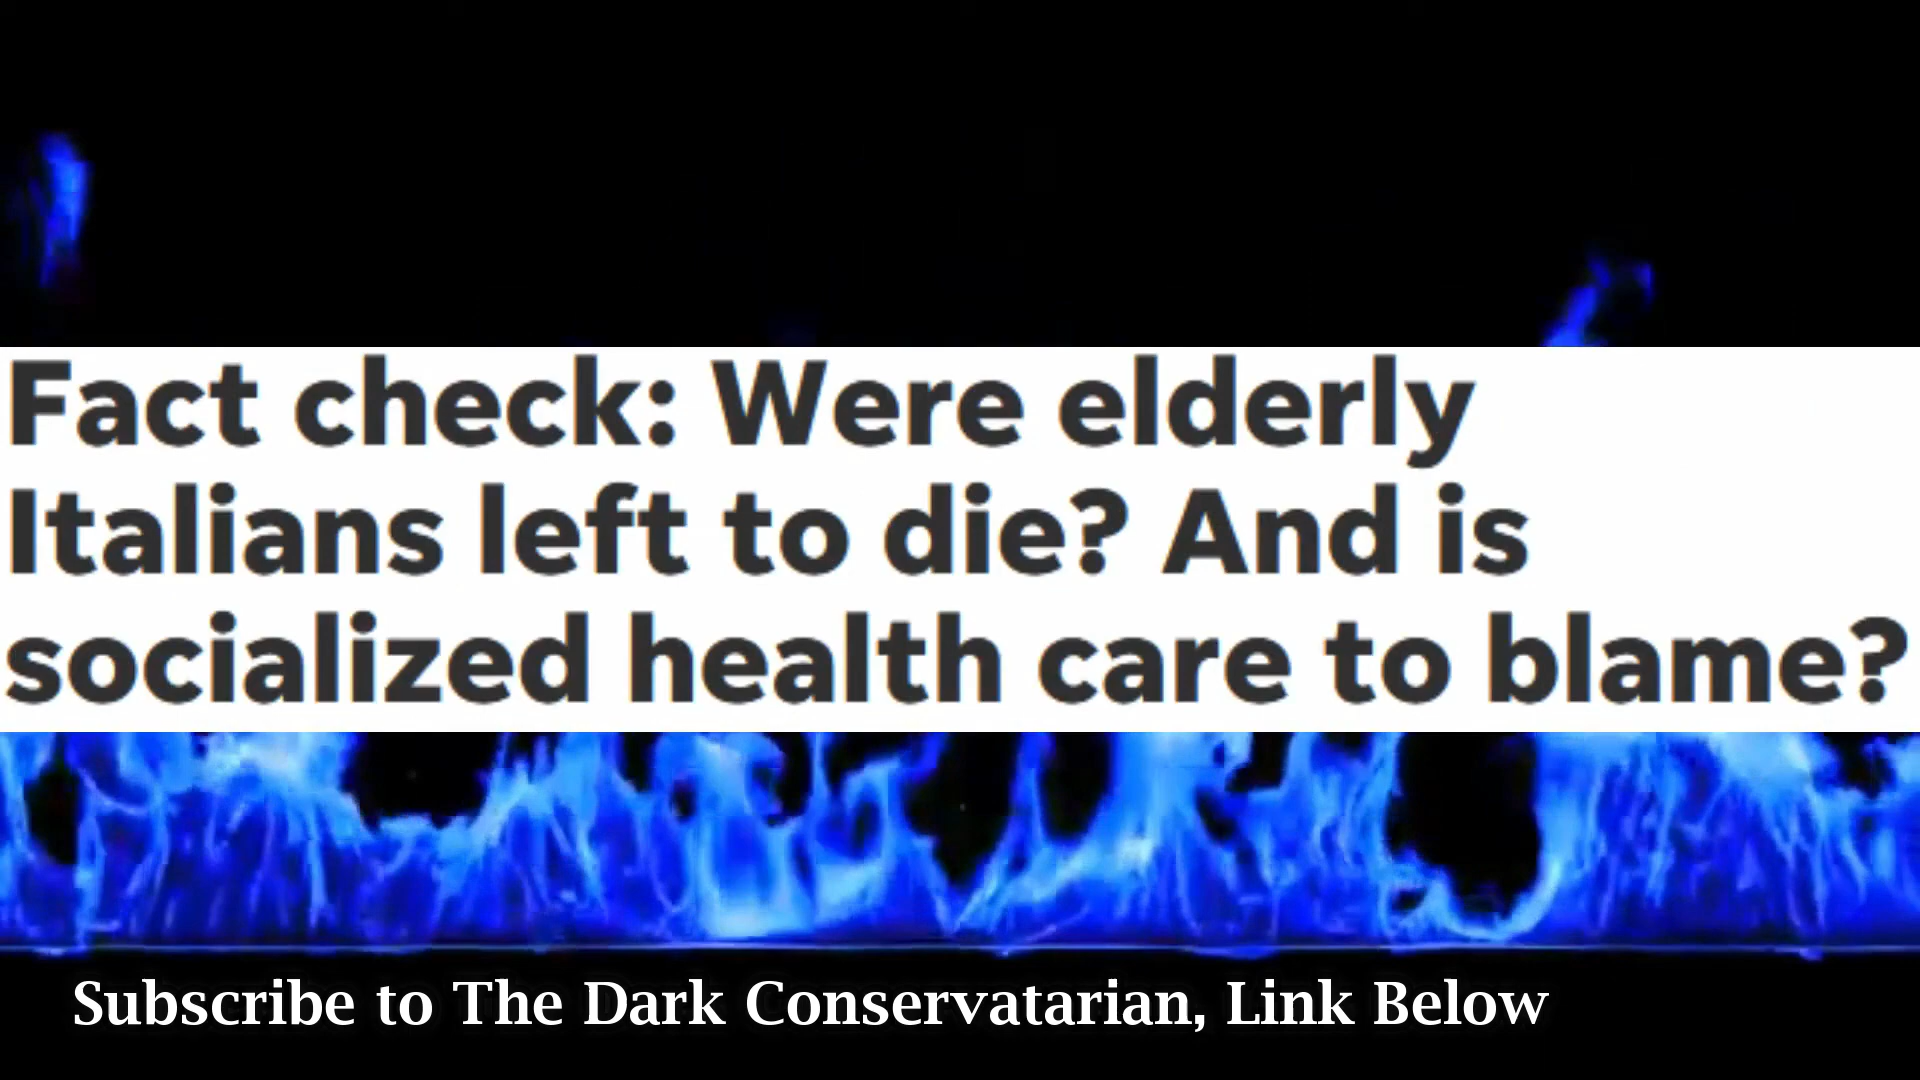 Fact check: Were elderly
Italians left to die? And is
socialized health care to blame?
Subscribe to The Dark Conservatarian, Link Below